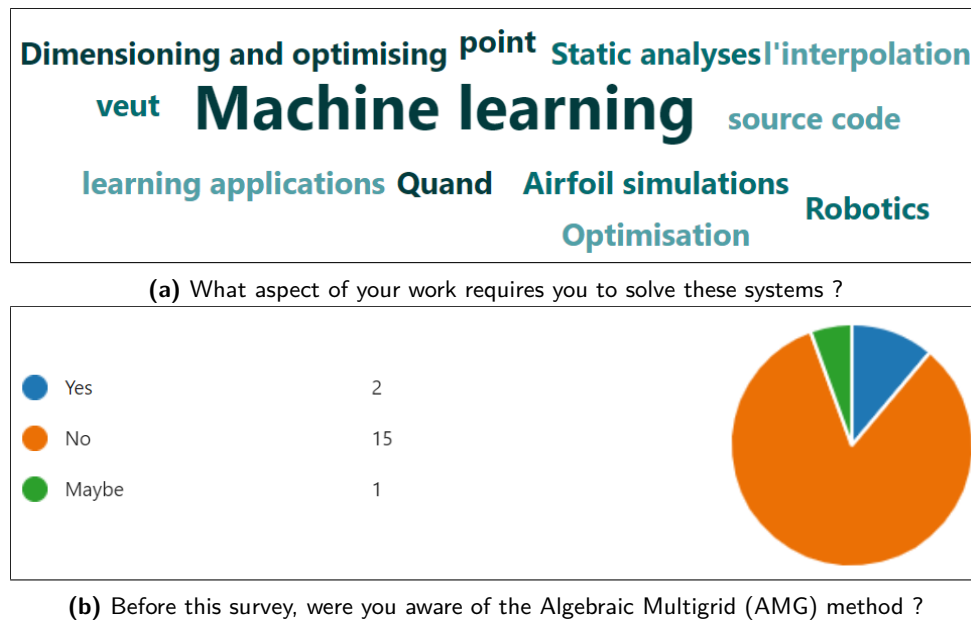 Dimensioning and optimising point Static analyses l'interpolation
veut Machine learning source code
learning applications Quand Airfoil simulations
Robotics
Optimisation
(a) What aspect of your work requires you to solve these systems ?
Yes 2
No 15
Maybe 1
(b) Before this survey, were you aware of the Algebraic Multigrid (AMG) method ?